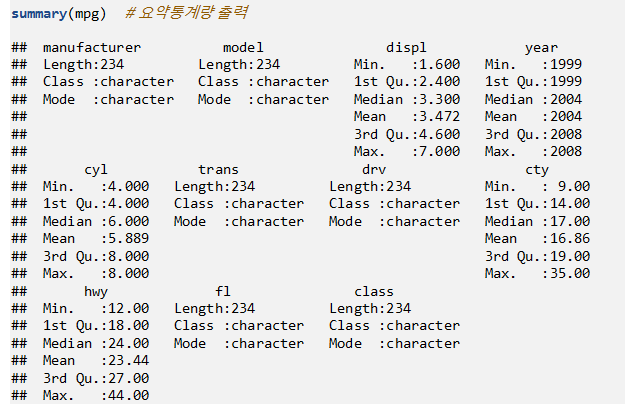 summary(mpg)  # 요약통계량 출력
##  manufacturer          model               displ            year
##  Length:234         Length:234         Min.   :1.600   Min.   :1999
##  Class :character   Class :character   1st Qu.:2.400   1st Qu.:1999
##  Mode  :character   Mode  :character   Median :3.300   Median :2004
##                                        Mean   :3.472   Mean   :2004
##                                        3rd Qu.:4.600   3rd Qu.:2008
##                                        Max.   :7.000   Max.   :2008
##       cyl           trans               drv                 cty
##  Min.   :4.000   Length:234         Length:234         Min.   : 9.00
##  1st Qu.:4.000   Class :character   Class :character   1st Qu.:14.00
##  Median :6.000   Mode  :character   Mode  :character   Median :17.00
##  Mean   :5.889                                         Mean   :16.86
##  3rd Qu.:8.000                                         3rd Qu.:19.00
##  Max.   :8.000                                         Max.   :35.00
##       hwy             fl               class
##  Min.   :12.00   Length:234         Length:234
##  1st Qu.:18.00   Class :character   Class :character
##  Median :24.00   Mode  :character   Mode  :character
##  Mean   :23.44
##  3rd Qu.:27.00
##  Max.   :44.00